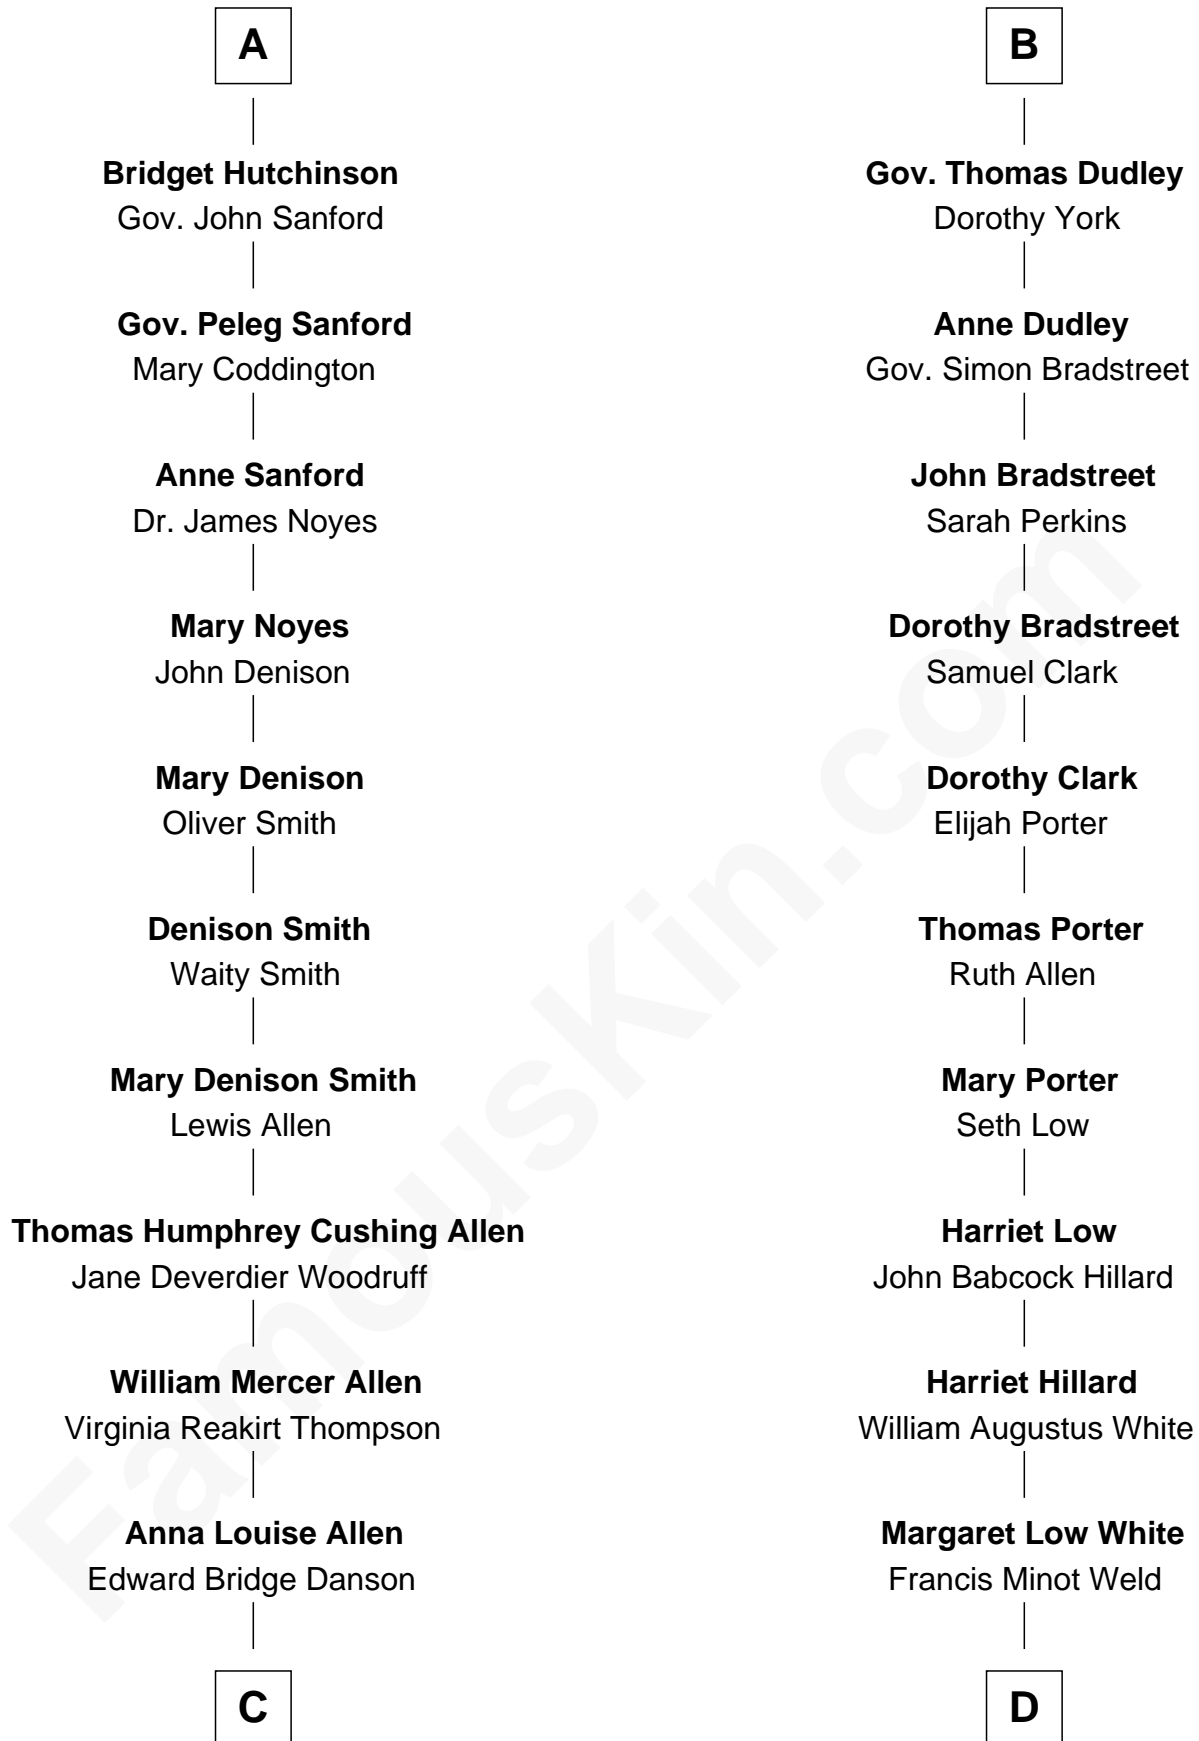 A
Bridget Hutchinson
Gov. John Sanford
Gov. Peleg Sanford
Mary Coddington
Anne Sanford
Dr. James Noyes
Mary Noyes
John Denison
Mary Denison
Oliver Smith
Denison Smith
Waity Smith
Mary Denison Smith
Lewis Allen
Thomas Humphrey Cushing Allen
Jane Deverdier Woodruff
William Mercer Allen
Virginia Reakirt Thompson
Anna Louise Allen
Edward Bridge Danson
C
B
Gov. Thomas Dudley
Dorothy York
Anne Dudley
Gov. Simon Bradstreet
John Bradstreet
Sarah Perkins
Dorothy Bradstreet
Samuel Clark
Dorothy Clark
Elijah Porter
Thomas Porter
Ruth Allen
Mary Porter
Seth Low
Harriet Low
John Babcock Hillard
Harriet Hillard
William Augustus White
Margaret Low White
Francis Minot Weld
D
FamousKin.com